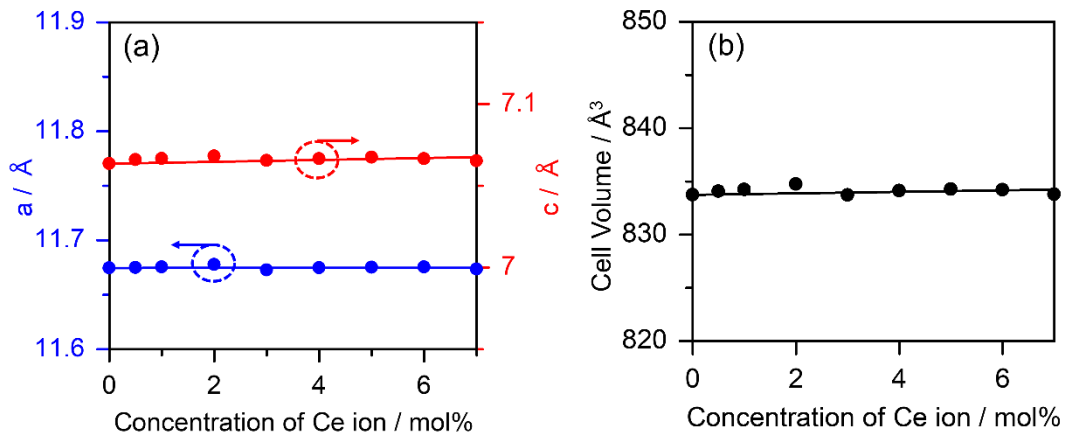 (a)
11.9
11.8
11.7
11.6
a / Å
7.1
7
c / Å
0 2 4 6
Concentration of Ce ion / mol%
(b)
850
840
830
820
Cell Volume / Å³
0 2 4 6
Concentration of Ce ion / mol%